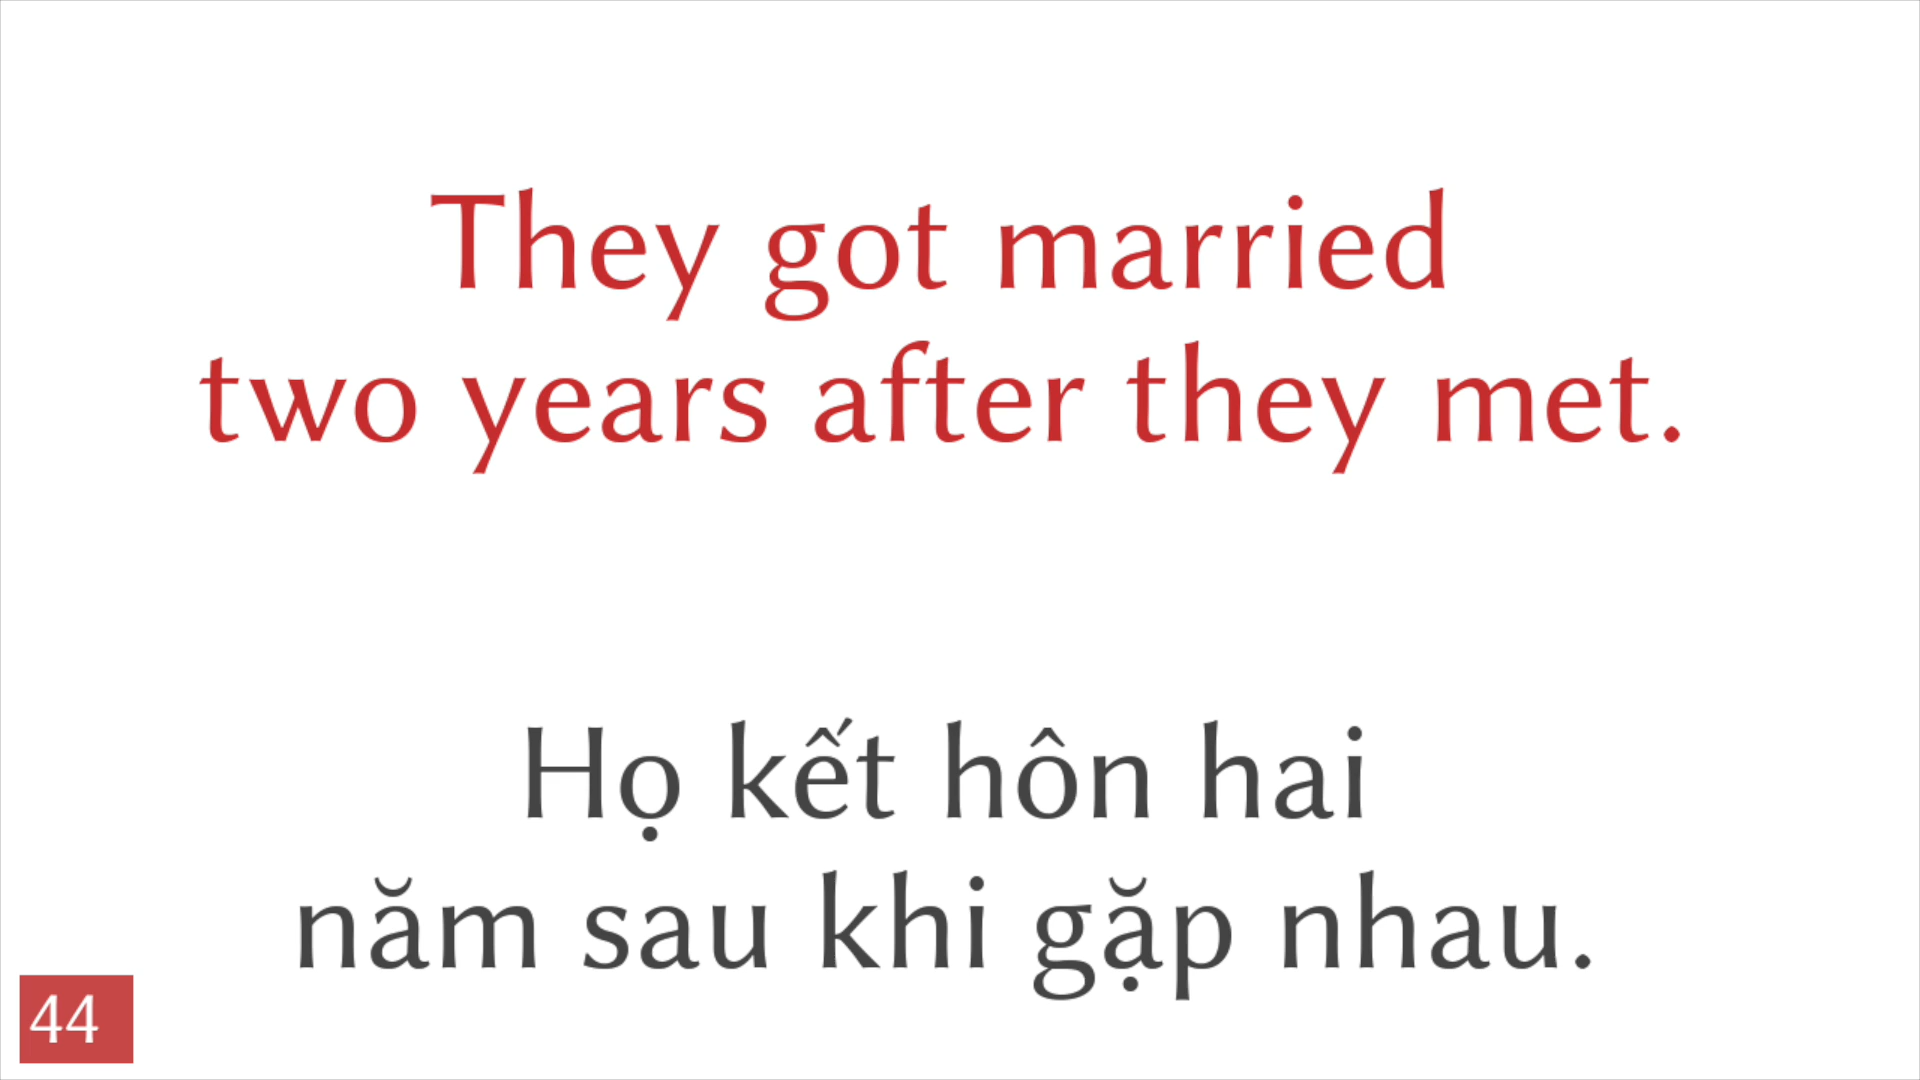 They got married
two years after they met.
Họ kết hôn hai
năm sau khi gặp nhau.
44